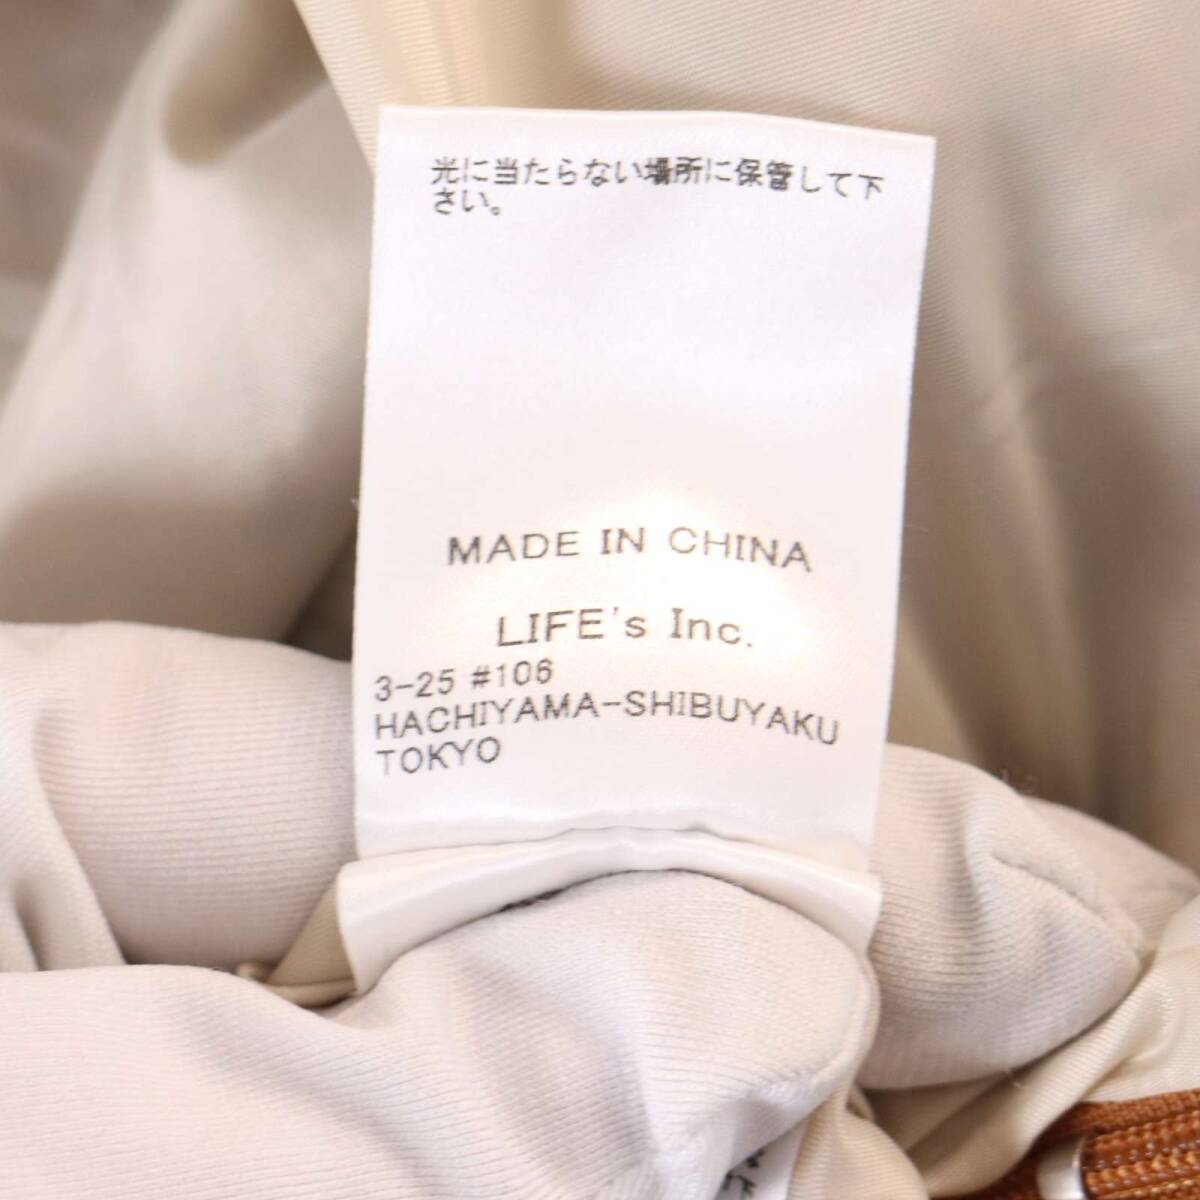 光に当たらない場所に保管して下
さい。
MADE IN CHINA
LIFE's Inc.
3-25 #106
HACHIYAMA-SHIBUYAKU
TOKYO